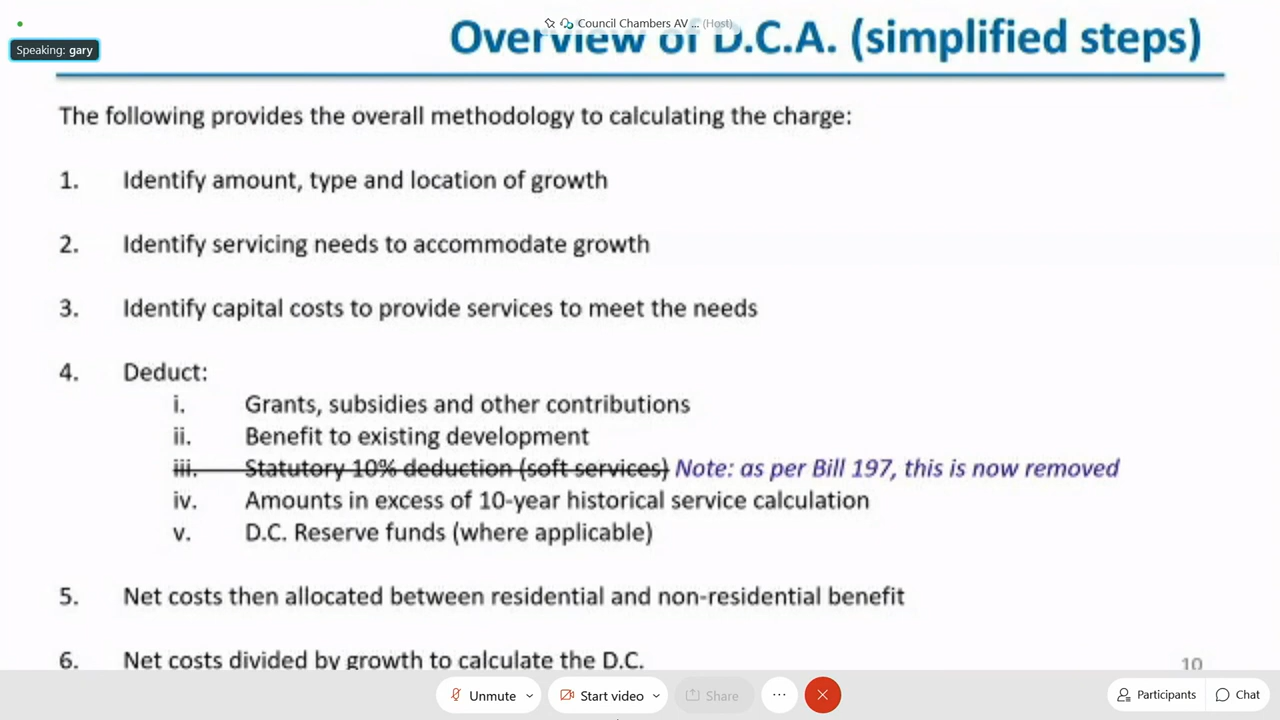 Council Chambers AV ... (Host)
Speaking: gary
Overview of D.C.A. (simplified steps)
The following provides the overall methodology to calculating the charge:
1. Identify amount, type and location of growth
2. Identify servicing needs to accommodate growth
3. Identify capital costs to provide services to meet the needs
4. Deduct:
i. Grants, subsidies and other contributions
ii. Benefit to existing development
iii. Statutory 10% deduction (soft services) Note: as per Bill 197, this is now removed
iv. Amounts in excess of 10-year historical service calculation
v. D.C. Reserve funds (where applicable)
5. Net costs then allocated between residential and non-residential benefit
6. Net costs divided by growth to calculate the D.C.
10
Unmute Start video Share ... Participants Chat